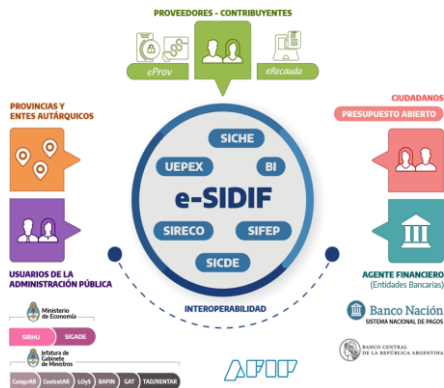 PROVEEDORES - CONTRIBUYENTES
eProv
eRecauda
PROVINCIAS Y
ENTES AUTÁRQUICOS
CIUDADANOS
PRESUPUESTO ABIERTO
SICHE
UEPEX
BI
e-SIDIF
SIRECO
SIFEP
SICDE
USUARIOS DE LA
ADMINISTRACIÓN PÚBLICA
AGENTE FINANCIERO
(Entidades Bancarias)
INTEROPERABILIDAD
Ministerio
de Economía
SIRHU
SIGADE
Jefatura de
Gabinete
de Ministros
ComprAR
ContratAR
LOyS
BAPIN
GAT
TAD/RENTAR
AFIP
Banco Nación
SISTEMA NACIONAL DE PAGOS
BANCO CENTRAL
DE LA REPÚBLICA ARGENTINA